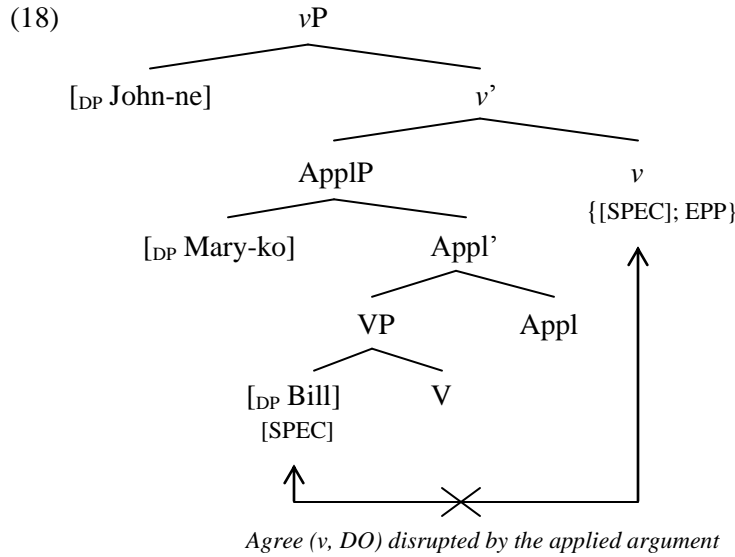 (18) vP
[DP John-ne] v’
ApplP v
{[SPEC]; EPP}
[DP Mary-ko] Appl’
VP Appl
[DP Bill] V
[SPEC]
Agree (v, DO) disrupted by the applied argument